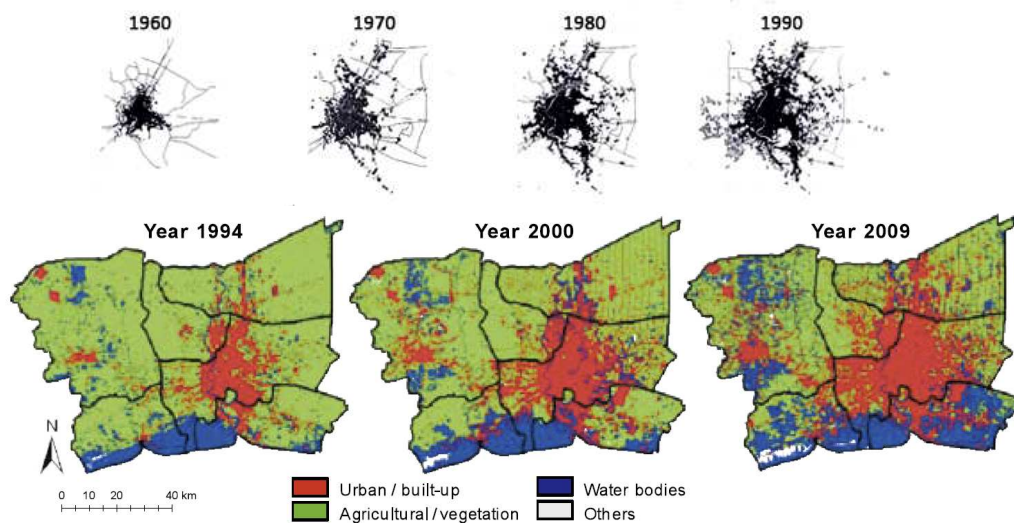 1960 1970 1980 1990
Year 1994 Year 2000 Year 2009
N
0 10 20 40 km
Urban / built-up Water bodies
Agricultural / vegetation Others